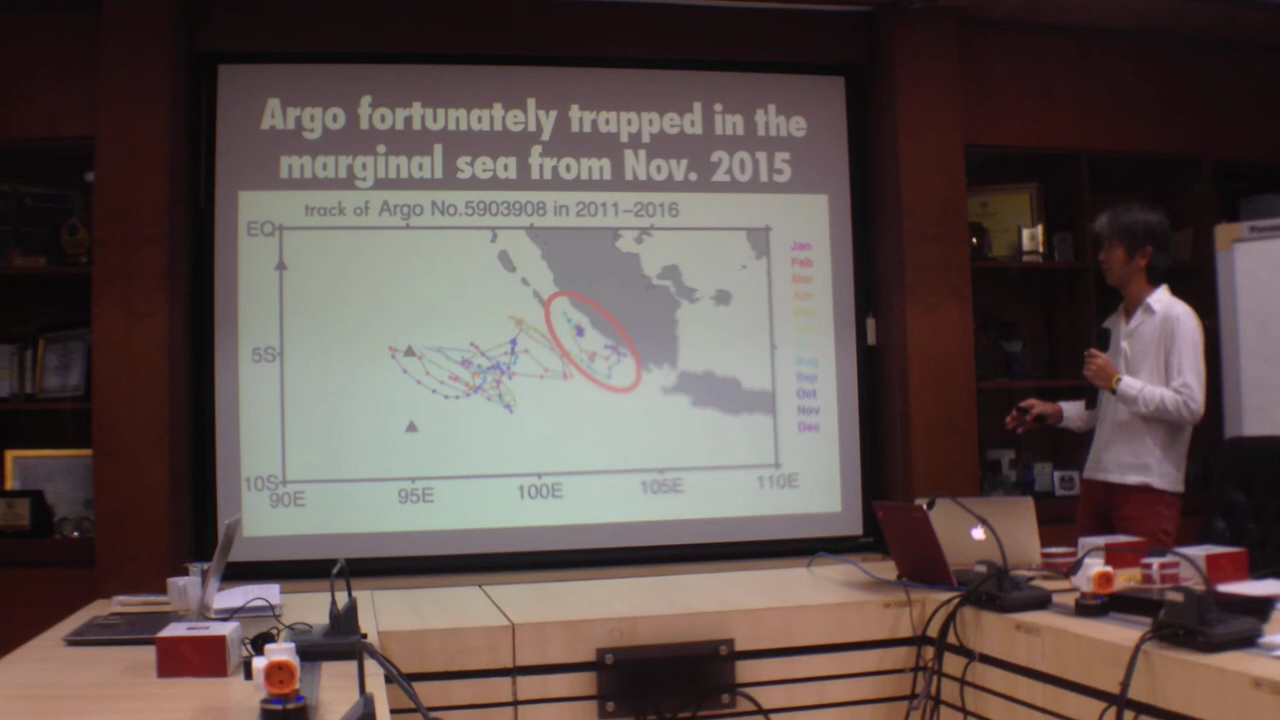 Argo fortunately trapped in the
marginal sea from Nov. 2015
track of Argo No.5903908 in 2011-2016
EQ
5S
10S
90E
95E
100E
105E
110E
Jan
Feb
Mar
Apr
Aug
Sep
Oct
Nov
Dec